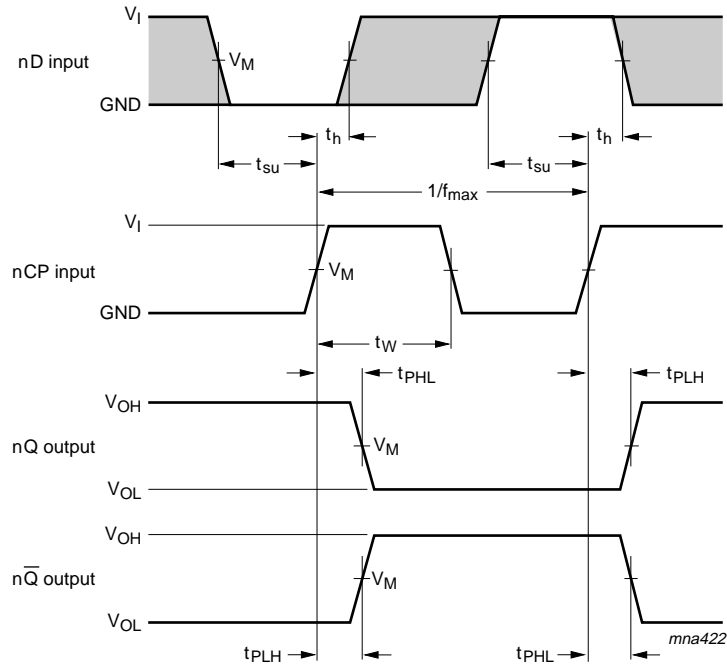 V_I
nD input
V_M
GND
t_h
t_h
t_su
t_su
1/f_max
V_I
nCP input
V_M
GND
t_W
t_PHL
t_PLH
V_OH
nQ output
V_M
V_OL
V_OH
nQ̅ output
V_M
V_OL
mna422
t_PLH
t_PHL